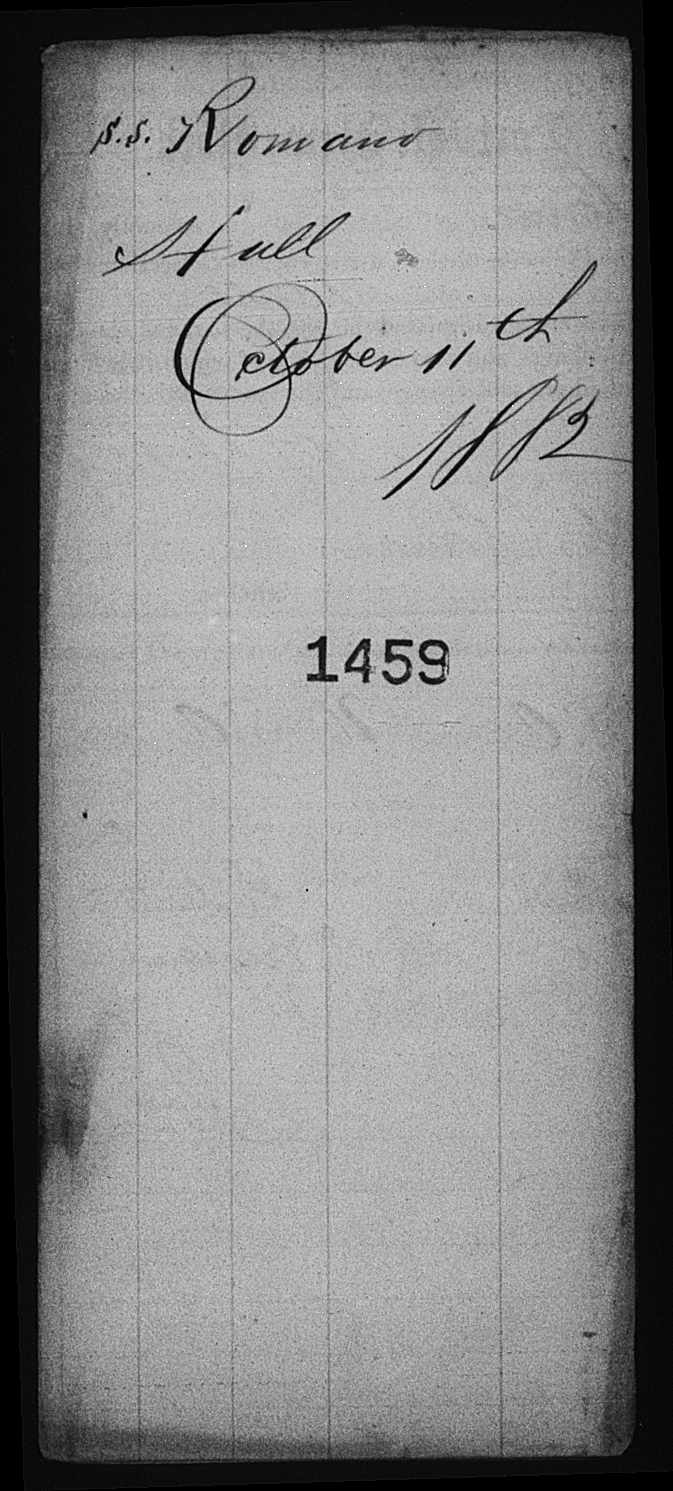 S.S. Romano
Hull
October 11th
1882
1459